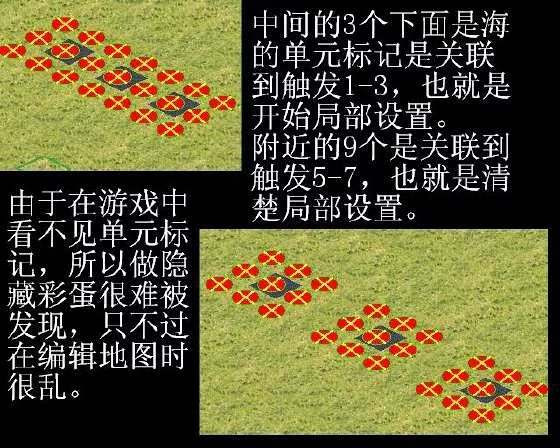 中间的3个下面是海
的单元标记是关联
到触发1-3，也就是
开始局部设置。
附近的9个是关联到
触发5-7，也就是清
楚局部设置。
由于在游戏中
看不见单元标
记，所以做隐
藏彩蛋很难被
发现，只不过
在编辑地图时
很乱。